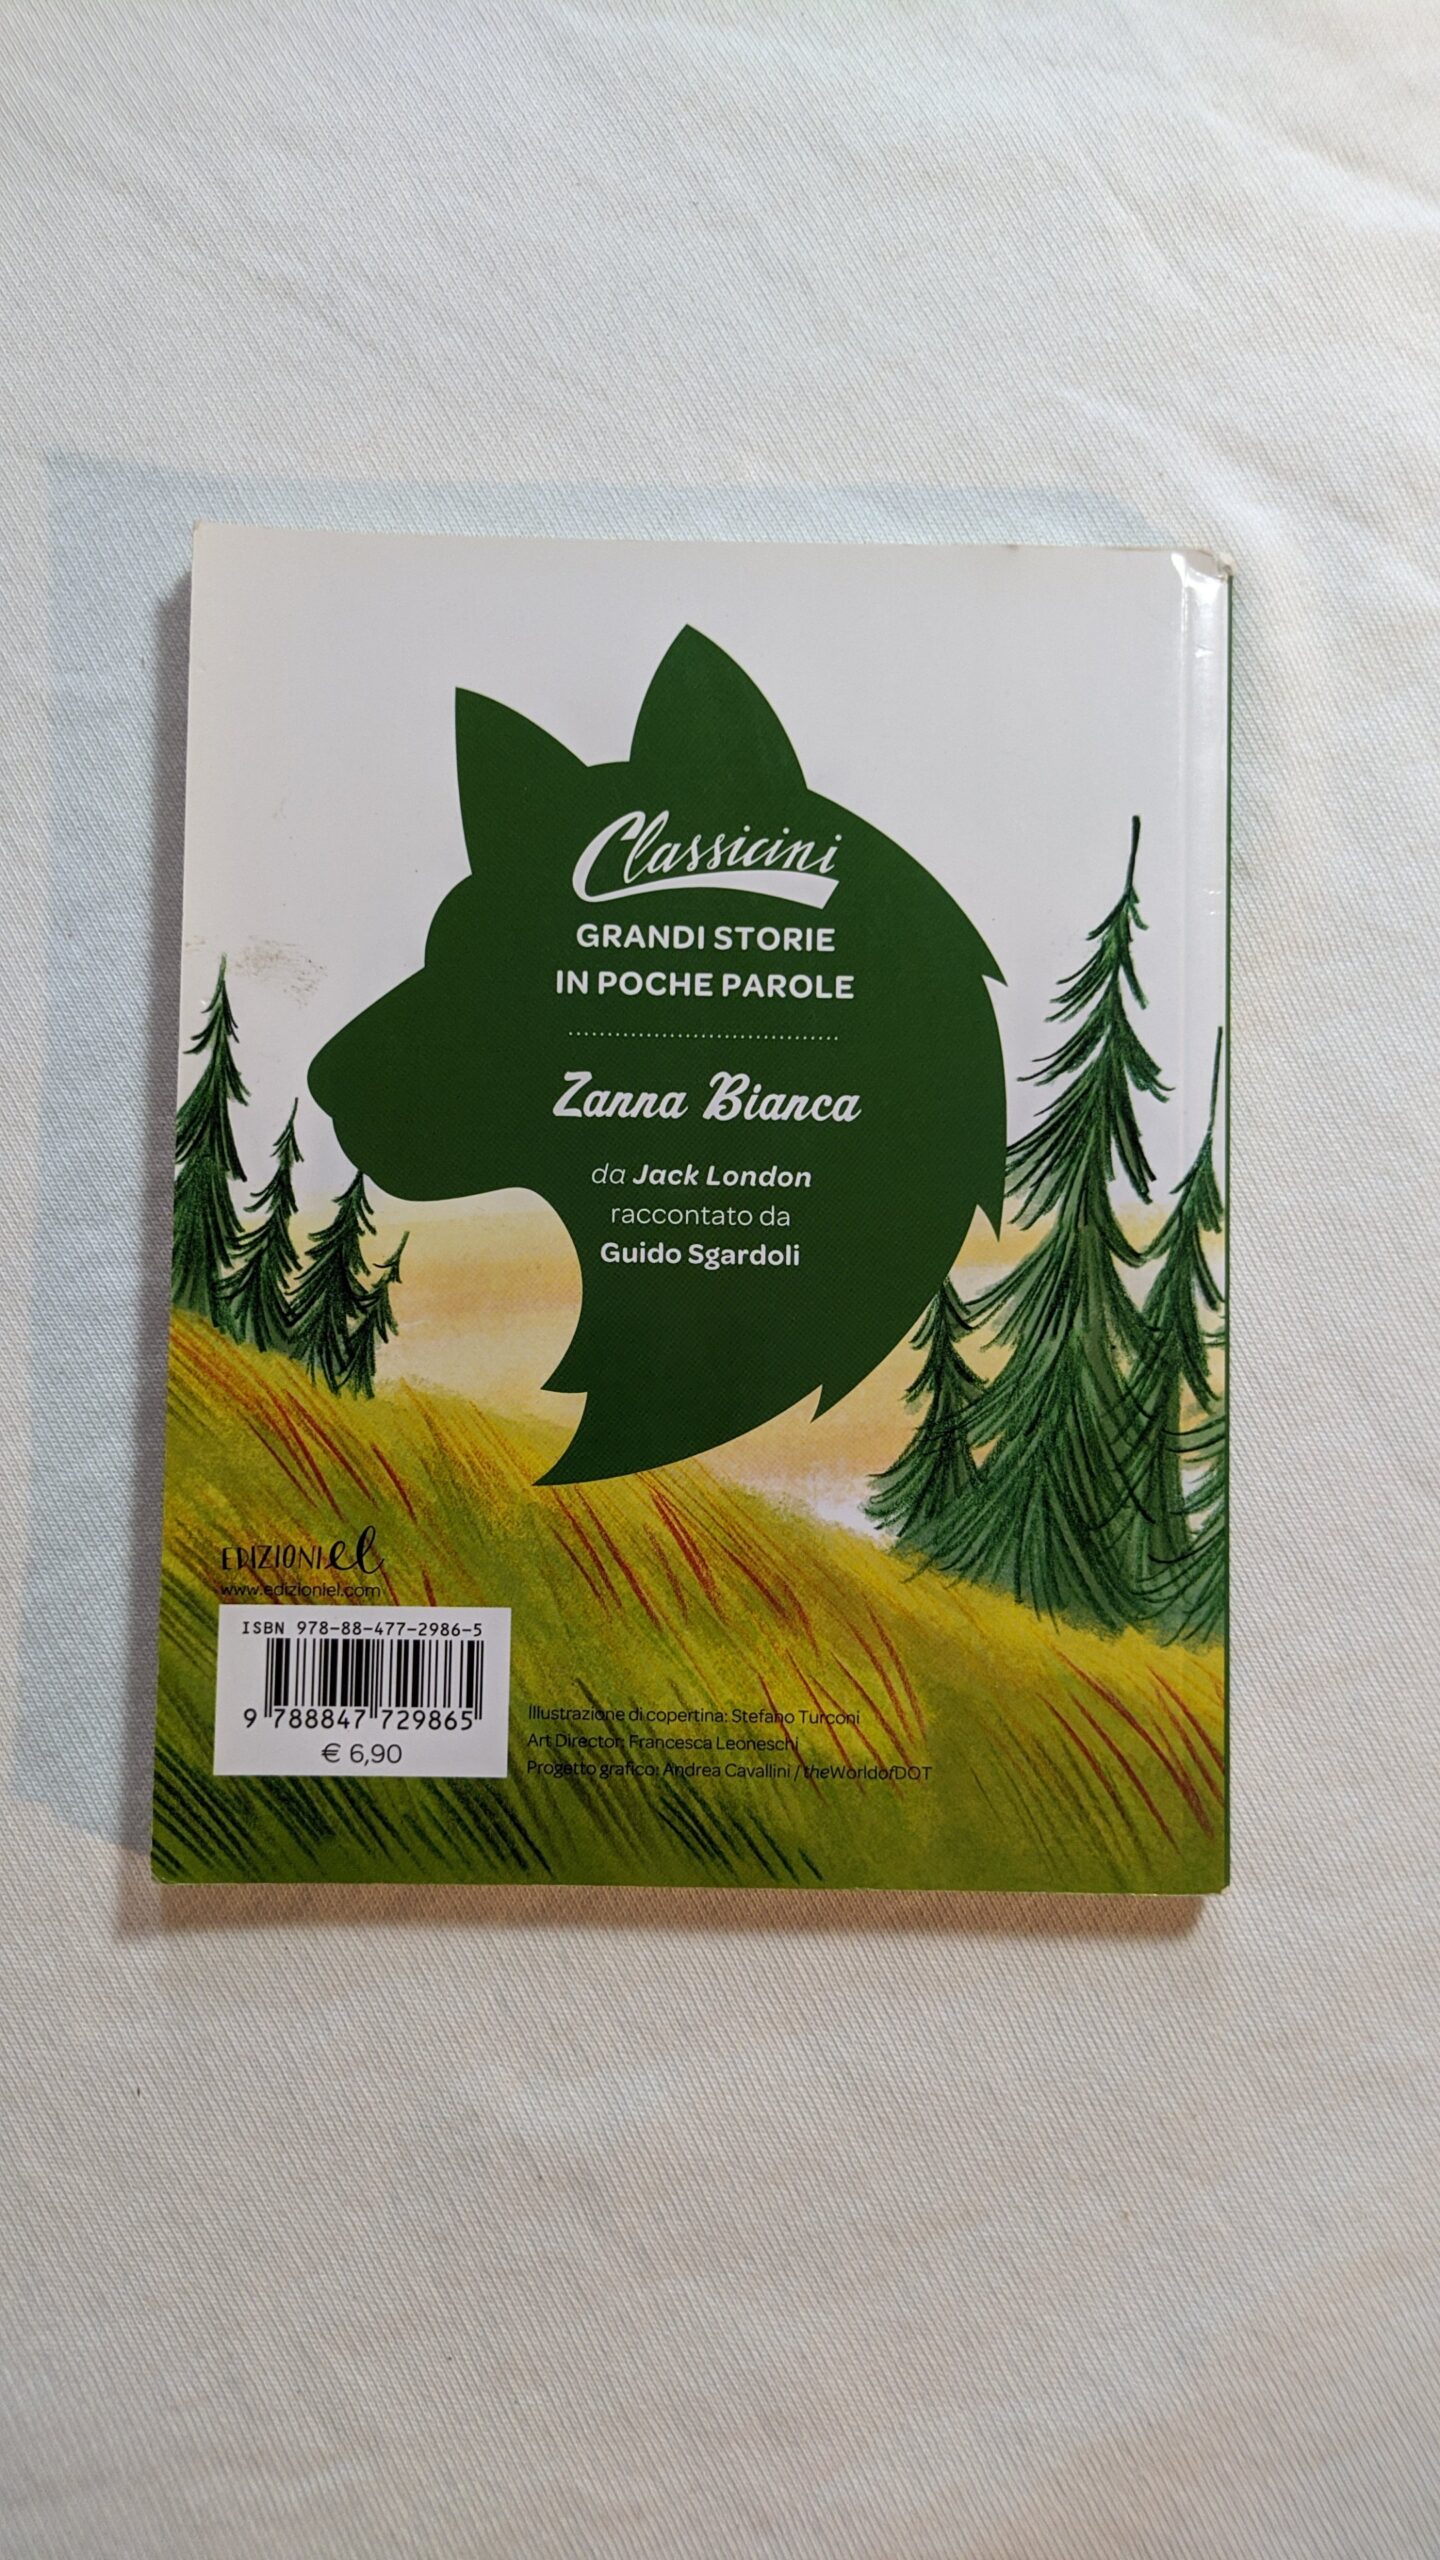 Classicini
GRANDI STORIE
IN POCHE PAROLE
Zanna Bianca
da Jack London
raccontato da
Guido Sgardoli
EDIZIONI el
www.edizioniel.com
ISBN 978-88-477-2986-5
9 788847 729865
€ 6,90
Illustrazione di copertina: Stefano Turconi
Art Director: Francesca Leoneschi
Progetto grafico: Andrea Cavallini / theWorldofDOT